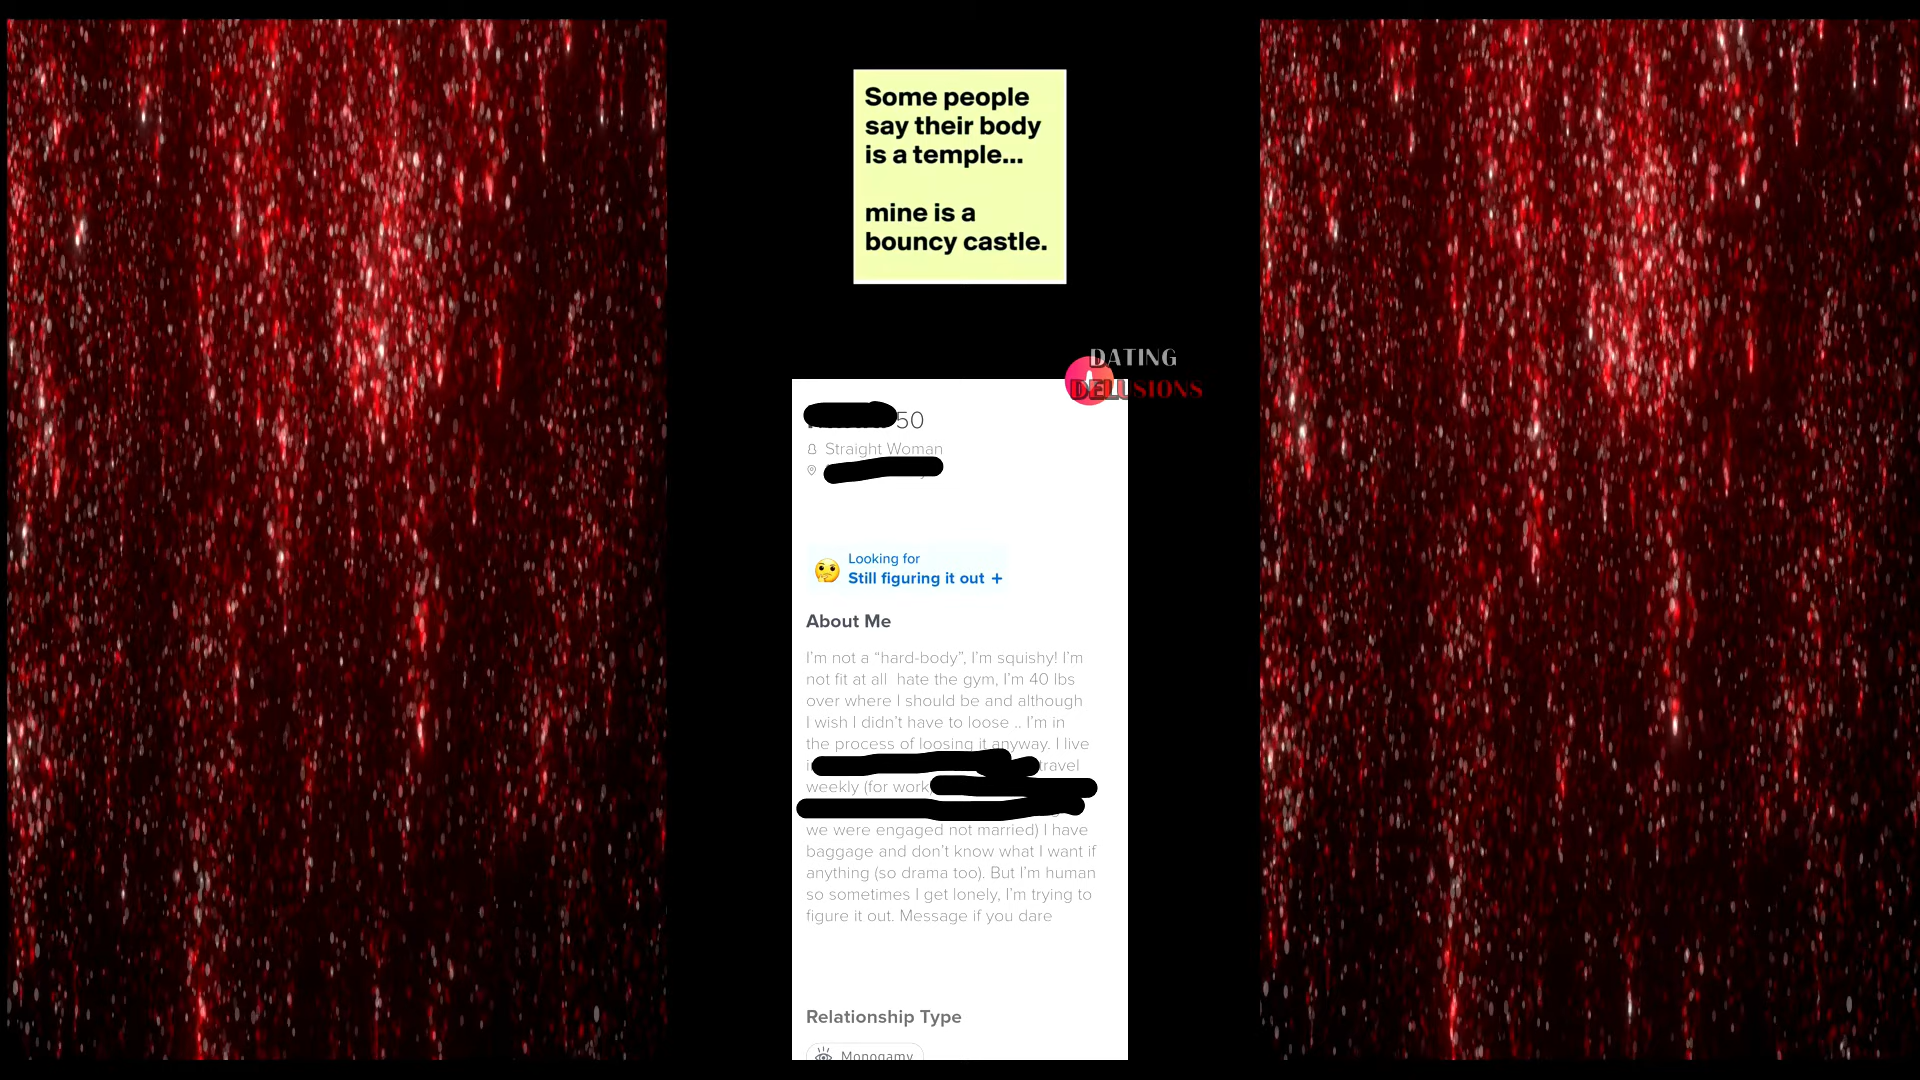 Some people
say their body
is a temple...
mine is a
bouncy castle.
DATING
DELUSIONS
50
Straight Woman
Looking for
Still figuring it out +
About Me
I'm not a “hard-body”, I'm squishy! I'm
not fit at all hate the gym, I'm 40 lbs
over where I should be and although
I wish I didn't have to loose .. I'm in
the process of loosing it anyway. I live
travel
weekly (for work)
we were engaged not married) I have
baggage and don't know what I want if
anything (so drama too). But I'm human
so sometimes I get lonely, I'm trying to
figure it out. Message if you dare
Relationship Type
Monogamy